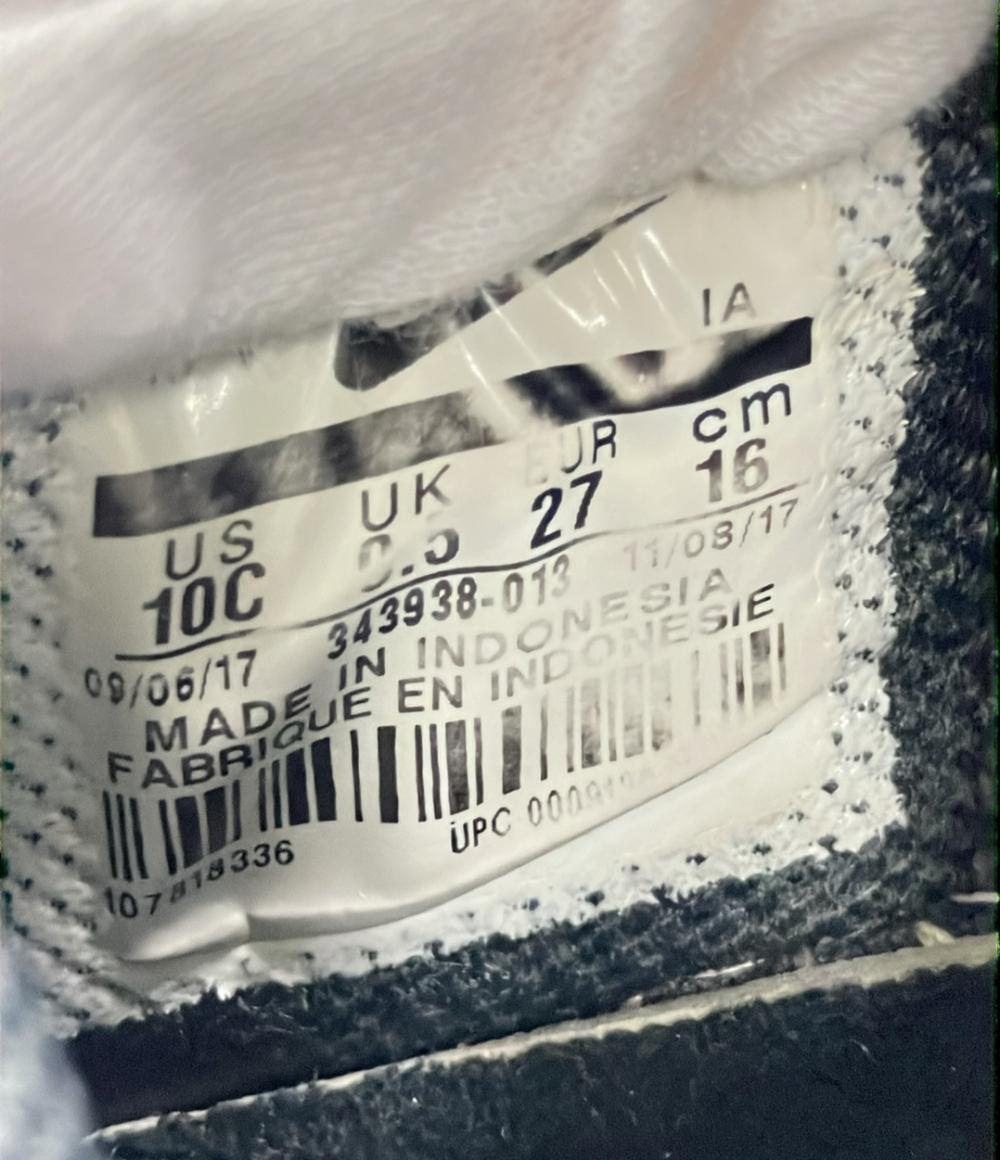 IA
US UK EUR cm
10C 27 16
343938-013
09/06/17 11/08/17
MADE IN INDONESIA
FABRIQUE EN INDONESIE
107818336
UPC